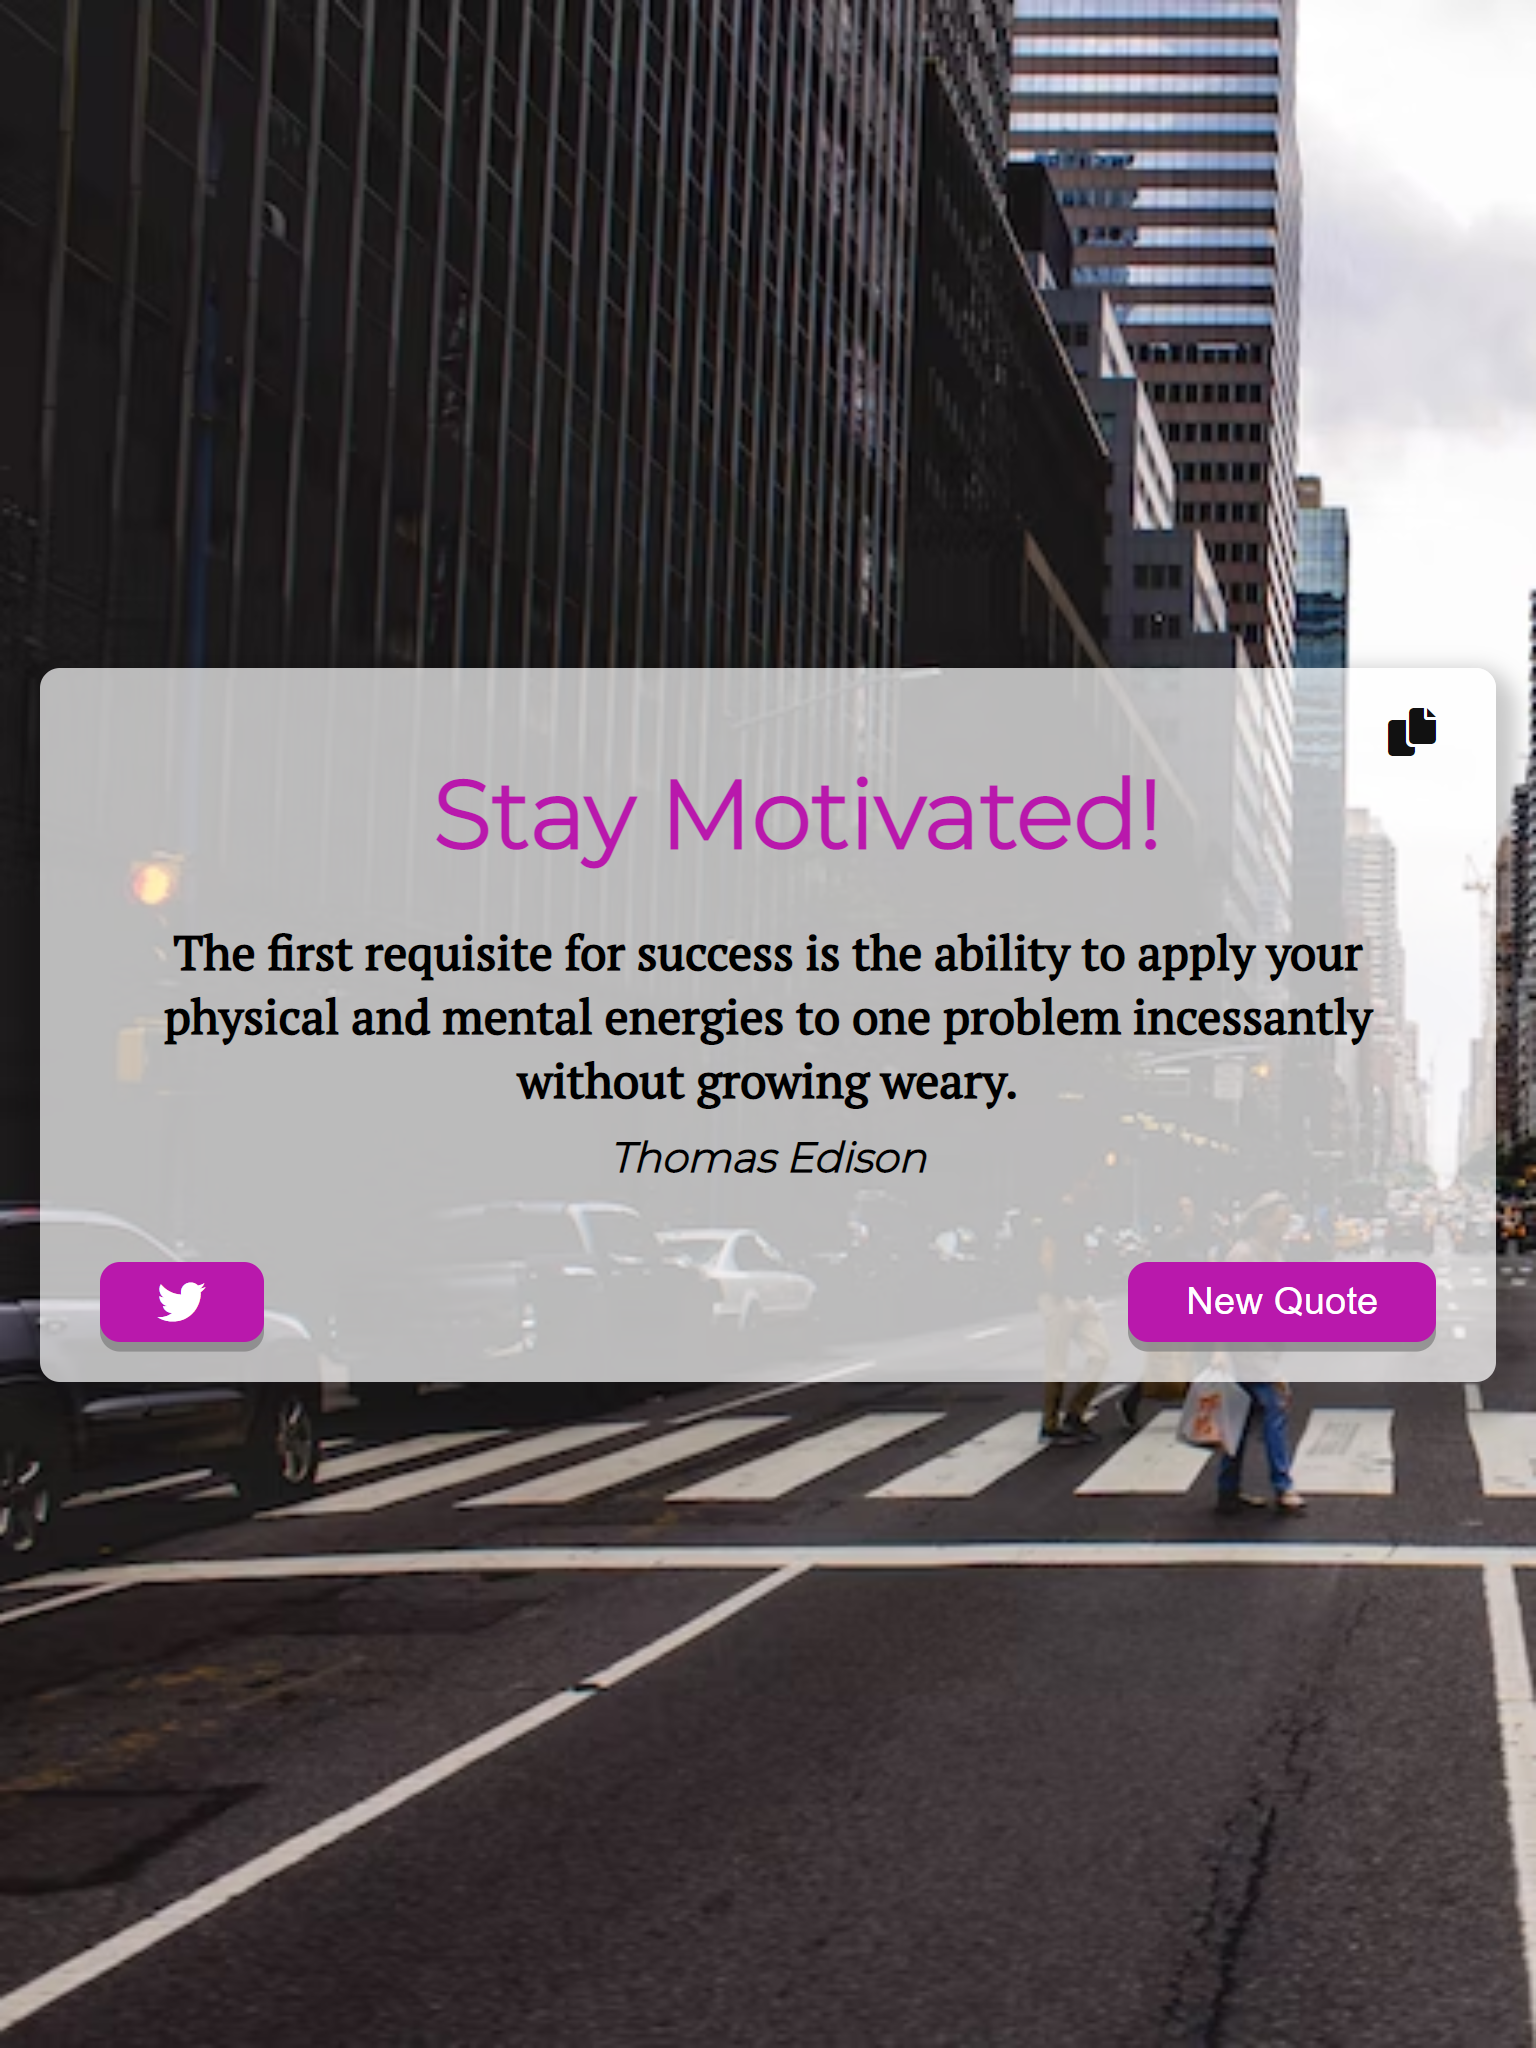 Stay Motivated!
The first requisite for success is the ability to apply your
physical and mental energies to one problem incessantly
without growing weary.
Thomas Edison
New Quote